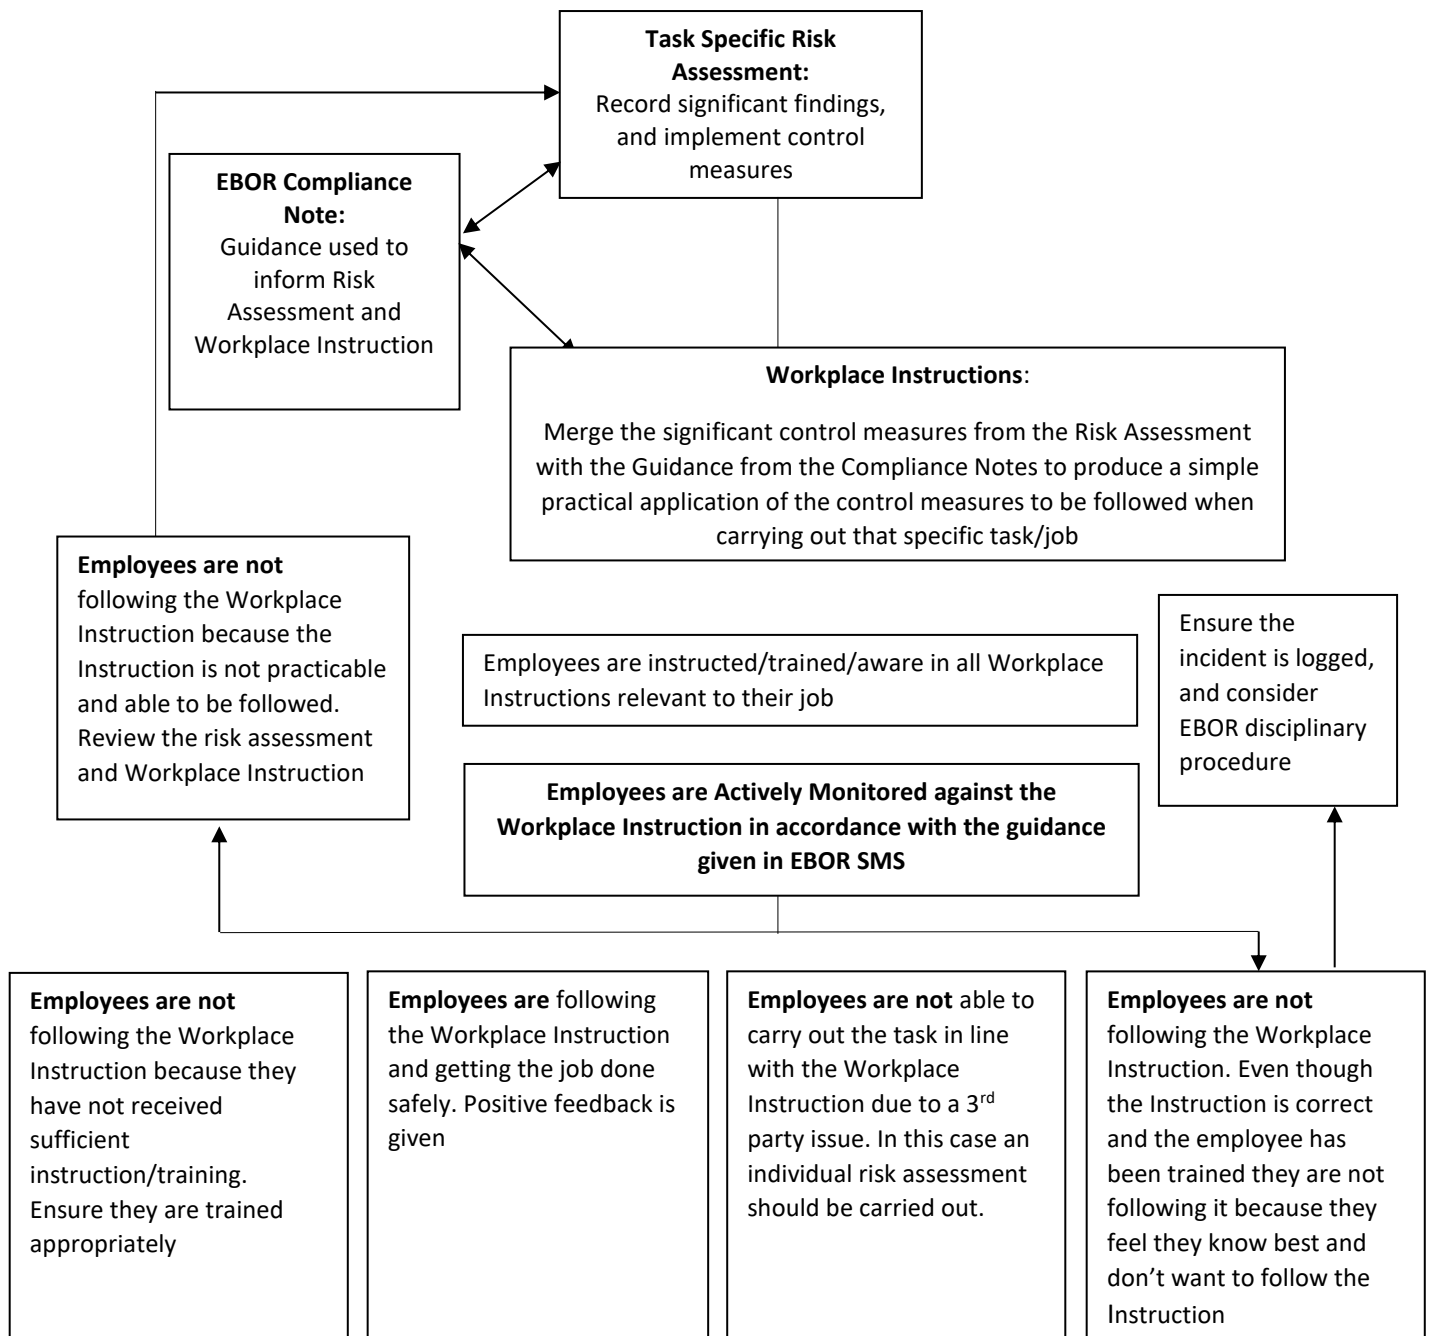 Task Specific Risk
Assessment:
Record significant findings,
and implement control
measures
EBOR Compliance
Note:
Guidance used to
inform Risk
Assessment and
Workplace Instruction
Workplace Instructions:
Merge the significant control measures from the Risk Assessment
with the Guidance from the Compliance Notes to produce a simple
practical application of the control measures to be followed when
carrying out that specific task/job
Employees are not
following the Workplace
Instruction because the
Instruction is not practicable
and able to be followed.
Review the risk assessment
and Workplace Instruction
Employees are instructed/trained/aware in all Workplace
Instructions relevant to their job
Ensure the
incident is logged,
and consider
EBOR disciplinary
procedure
Employees are Actively Monitored against the
Workplace Instruction in accordance with the guidance
given in EBOR SMS
Employees are not
following the Workplace
Instruction because they
have not received
sufficient
instruction/training.
Ensure they are trained
appropriately
Employees are following
the Workplace Instruction
and getting the job done
safely. Positive feedback is
given
Employees are not able to
carry out the task in line
with the Workplace
Instruction due to a 3rd
party issue. In this case an
individual risk assessment
should be carried out.
Employees are not
following the Workplace
Instruction. Even though
the Instruction is correct
and the employee has
been trained they are not
following it because they
feel they know best and
don’t want to follow the
Instruction